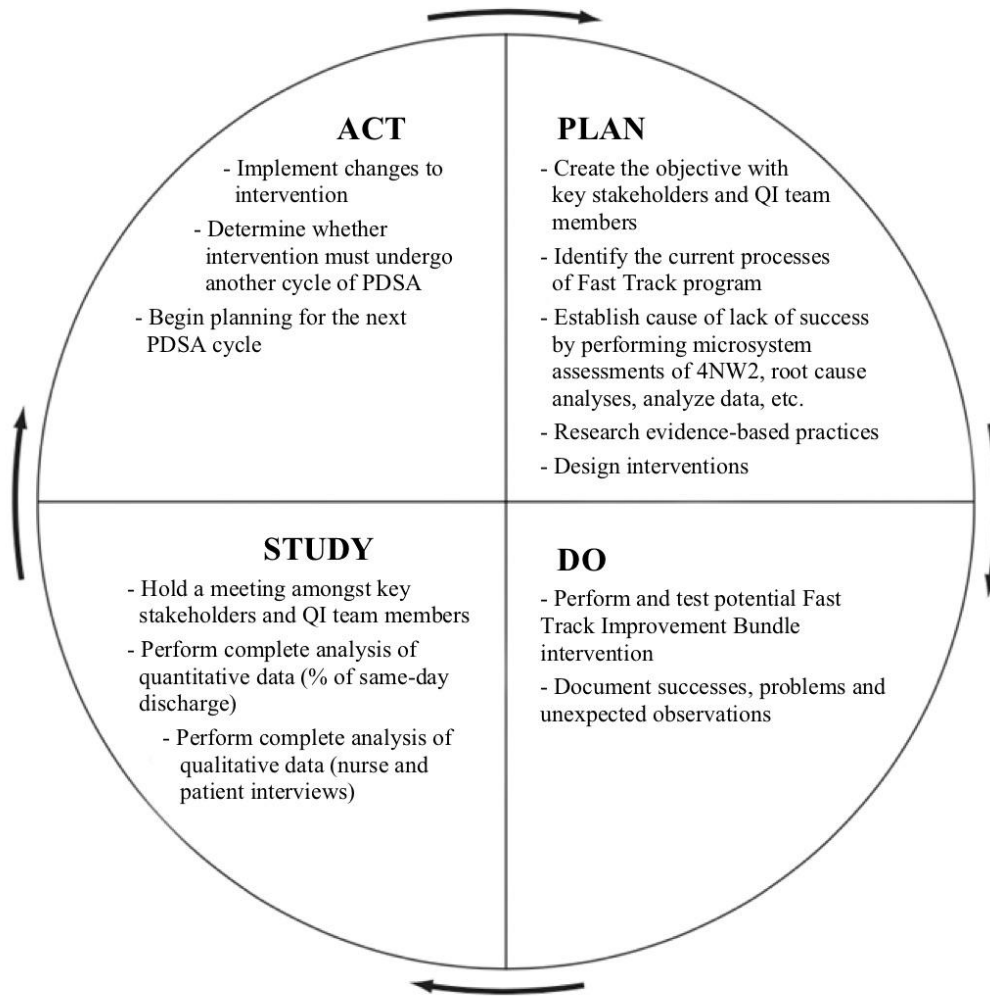 ACT
- Implement changes to
intervention
- Determine whether
intervention must undergo
another cycle of PDSA
- Begin planning for the next
PDSA cycle
PLAN
- Create the objective with
key stakeholders and QI team
members
- Identify the current processes
of Fast Track program
- Establish cause of lack of success
by performing microsystem
assessments of 4NW2, root cause
analyses, analyze data, etc.
- Research evidence-based practices
- Design interventions
STUDY
- Hold a meeting amongst key
stakeholders and QI team members
- Perform complete analysis of
quantitative data (% of same-day
discharge)
- Perform complete analysis of
qualitative data (nurse and
patient interviews)
DO
- Perform and test potential Fast
Track Improvement Bundle
intervention
- Document successes, problems and
unexpected observations